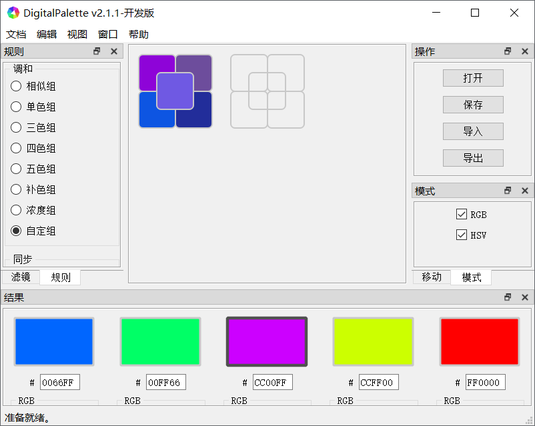 DigitalPalette v2.1.1-开发版
文档 编辑 视图 窗口 帮助
规则
调和
相似组
单色组
三色组
四色组
五色组
补色组
浓度组
自定组
同步
滤镜 规则
操作
打开
保存
导入
导出
模式
RGB
HSV
移动 模式
结果
# 0066FF # 00FF66 # CC00FF # CCFF00 # FF0000
RGB RGB RGB RGB RGB
准备就绪。